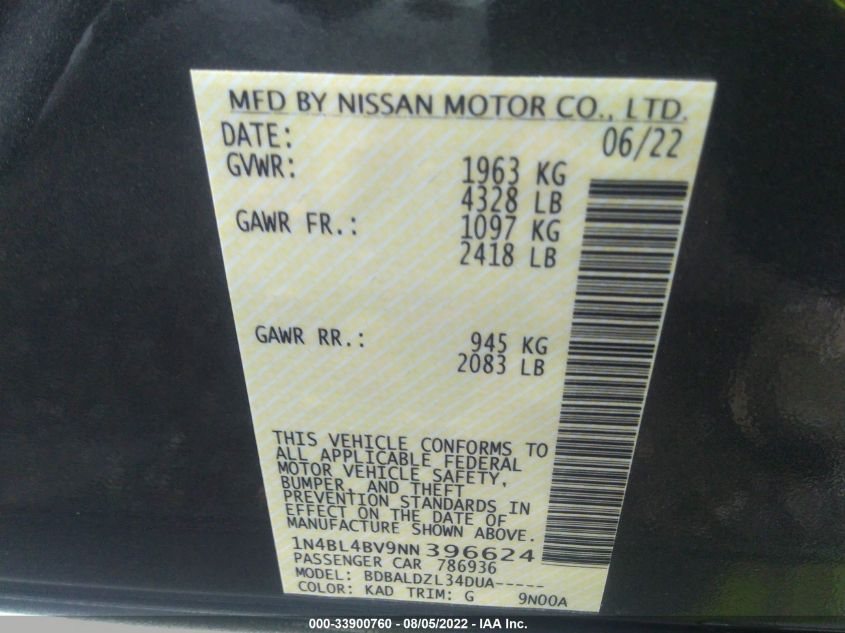 MFD BY NISSAN MOTOR CO., LTD.
DATE: 06/22
GVWR: 1963 KG
4328 LB
GAWR FR.: 1097 KG
2418 LB
GAWR RR.: 945 KG
2083 LB
THIS VEHICLE CONFORMS TO
ALL APPLICABLE FEDERAL
MOTOR VEHICLE SAFETY,
BUMPER, AND THEFT
PREVENTION STANDARDS IN
EFFECT ON THE DATE OF
MANUFACTURE SHOWN ABOVE.
1N4BL4BV9NN396624
PASSENGER CAR 786936
MODEL: BDBALDZL34DUA-----
COLOR: KAD TRIM: G 9N00A
000-33900760 - 08/05/2022 - IAA Inc.